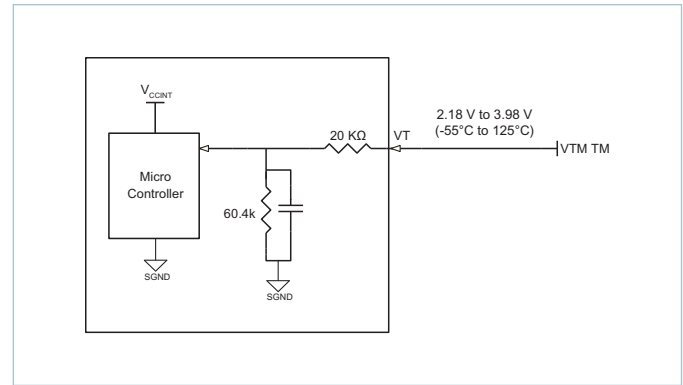 V_CCINT
2.18 V to 3.98 V
(-55°C to 125°C)
20 KΩ
VT
VTM TM
Micro
Controller
60.4k
SGND
SGND